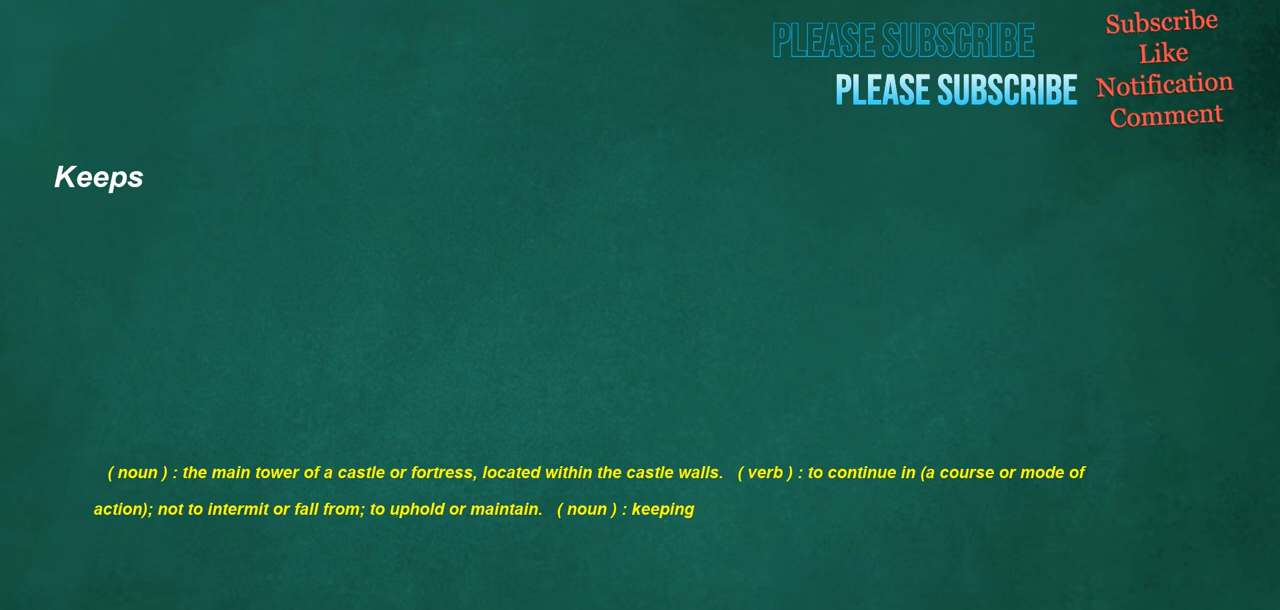 PLEASE SUBSCRIBE
PLEASE SUBSCRIBE
Subscribe
Like
Notification
Comment
Keeps
( noun ) : the main tower of a castle or fortress, located within the castle walls.   ( verb ) : to continue in (a course or mode of
action); not to intermit or fall from; to uphold or maintain.   ( noun ) : keeping